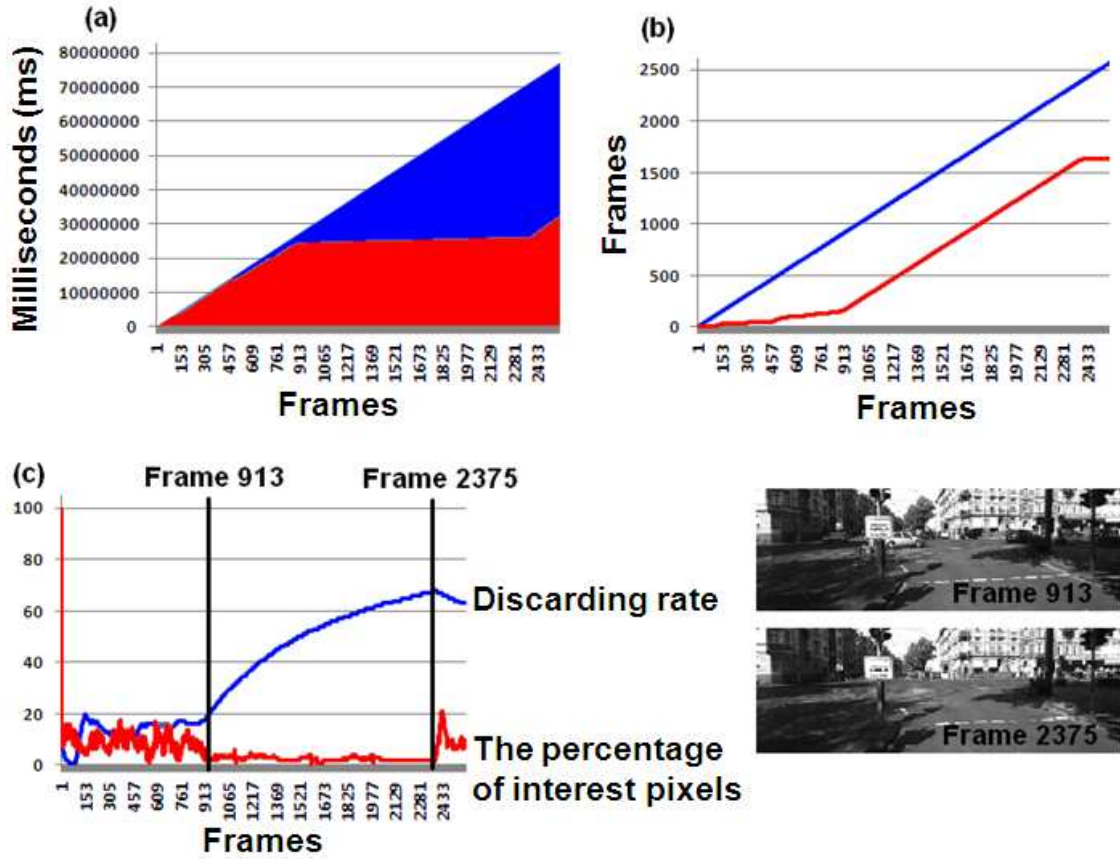 (a)
Milliseconds (ms)
80000000
70000000
60000000
50000000
40000000
30000000
20000000
10000000
0
1 153 305 457 609 761 913 1065 1217 1369 1521 1673 1825 1977 2129 2281 2433
Frames
(b)
Frames
2500
2000
1500
1000
500
0
1 153 305 457 609 761 913 1065 1217 1369 1521 1673 1825 1977 2129 2281 2433
Frames
(c)
Frame 913
Frame 2375
100
80
60
40
20
0
1 153 305 457 609 761 913 1065 1217 1369 1521 1673 1825 1977 2129 2281 2433
Frames
Discarding rate
The percentage
of interest pixels
Frame 913
Frame 2375